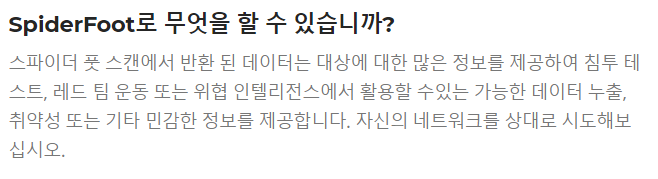 SpiderFoot로 무엇을 할 수 있습니까?
스파이더 풋 스캔에서 반환 된 데이터는 대상에 대한 많은 정보를 제공하여 침투 테
스트, 레드 팀 운동 또는 위협 인텔리전스에서 활용할 수있는 가능한 데이터 누출,
취약성 또는 기타 민감한 정보를 제공합니다. 자신의 네트워크를 상대로 시도해보
십시오.